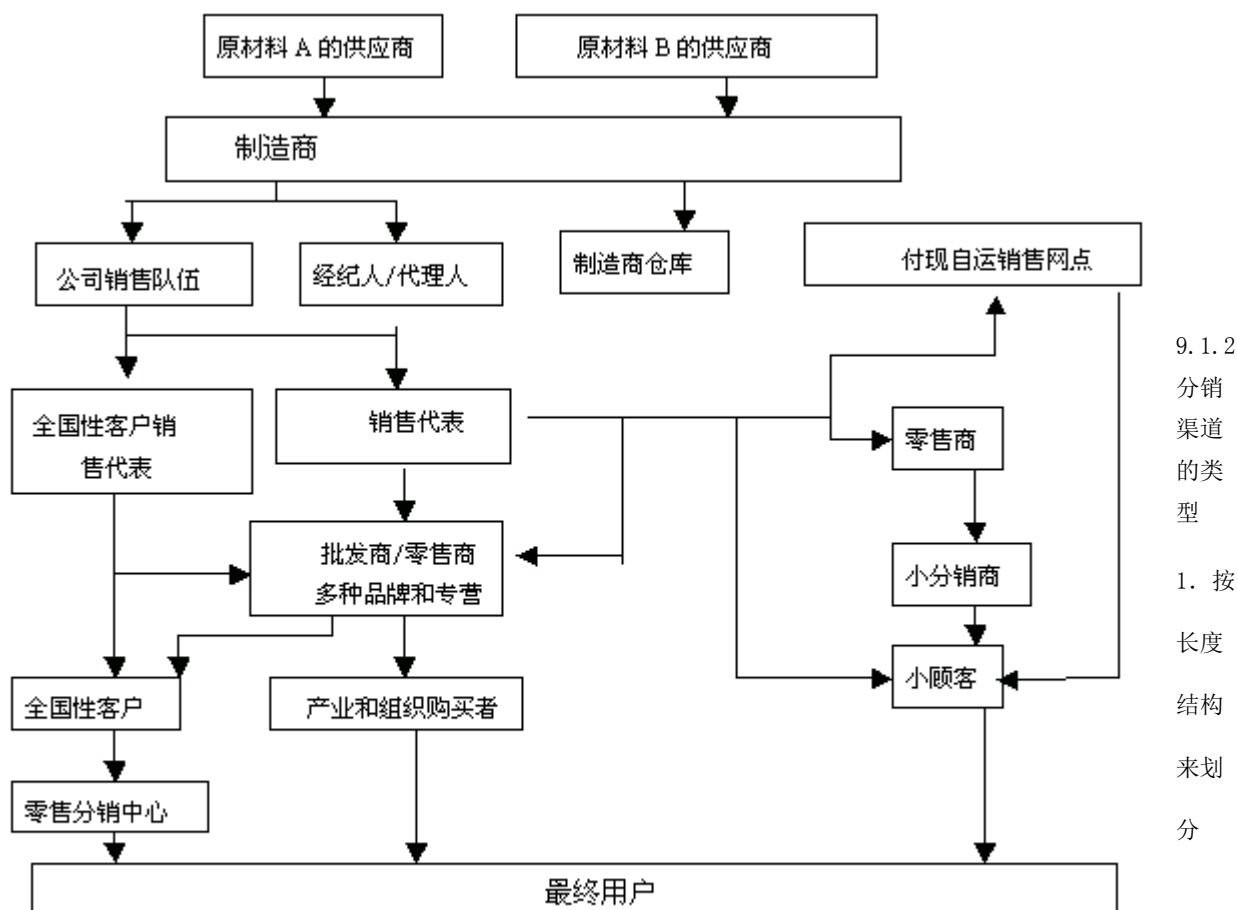 原材料 A 的供应商
原材料 B 的供应商
制造商
公司销售队伍
经纪人/代理人
制造商仓库
付现自运销售网点
全国性客户销
售代表
销售代表
零售商
批发商/零售商
多种品牌和专营
小分销商
全国性客户
产业和组织购买者
小顾客
零售分销中心
最终用户
9.1.2
分销
渠道
的类
型
1. 按
长度
结构
来划
分